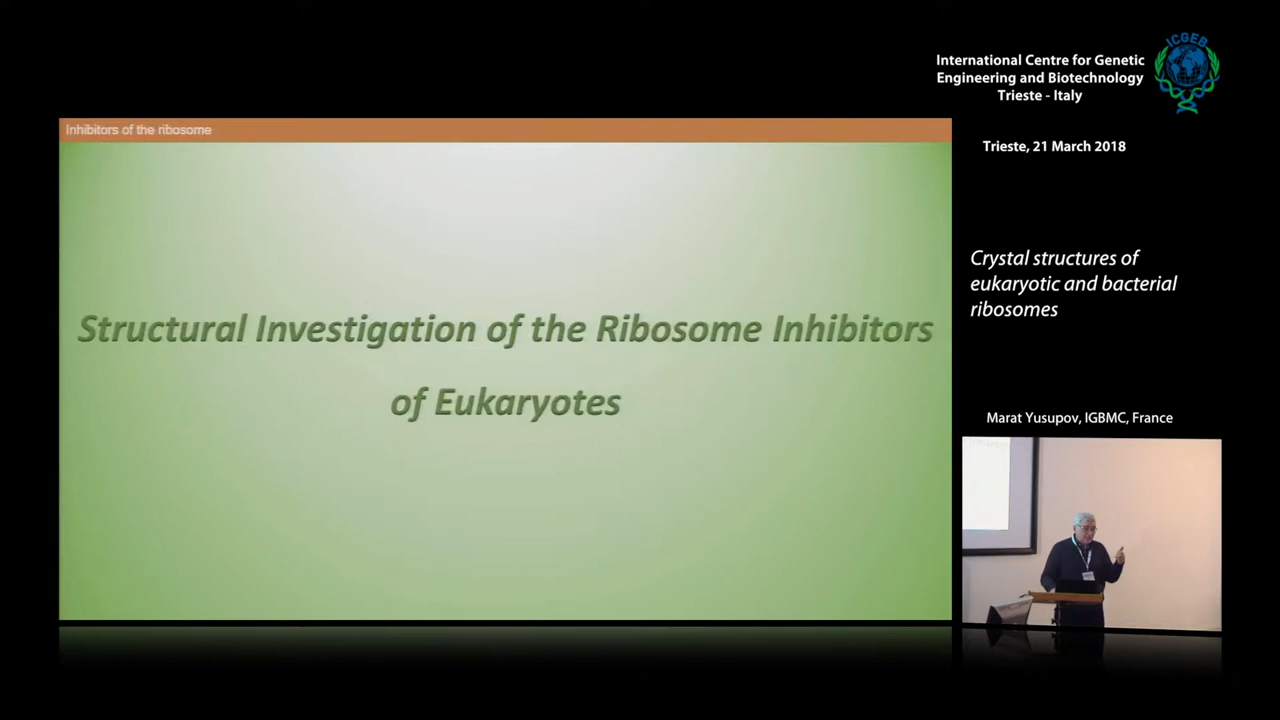 International Centre for Genetic
Engineering and Biotechnology
Trieste - Italy
ICGEB
Trieste, 21 March 2018
Inhibitors of the ribosome
Structural Investigation of the Ribosome Inhibitors
of Eukaryotes
Crystal structures of
eukaryotic and bacterial
ribosomes
Marat Yusupov, IGBMC, France